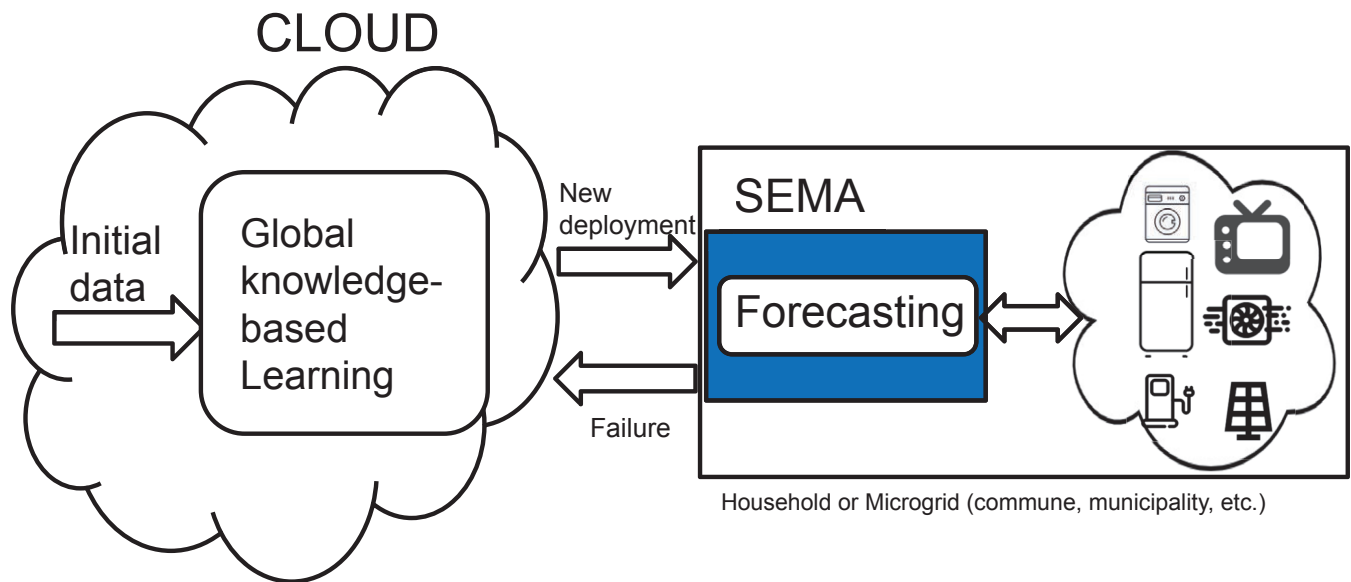 CLOUD
Initial
data
Global
knowledge-
based
Learning
New
deployment
Failure
SEMA
Forecasting
Household or Microgrid (commune, municipality, etc.)